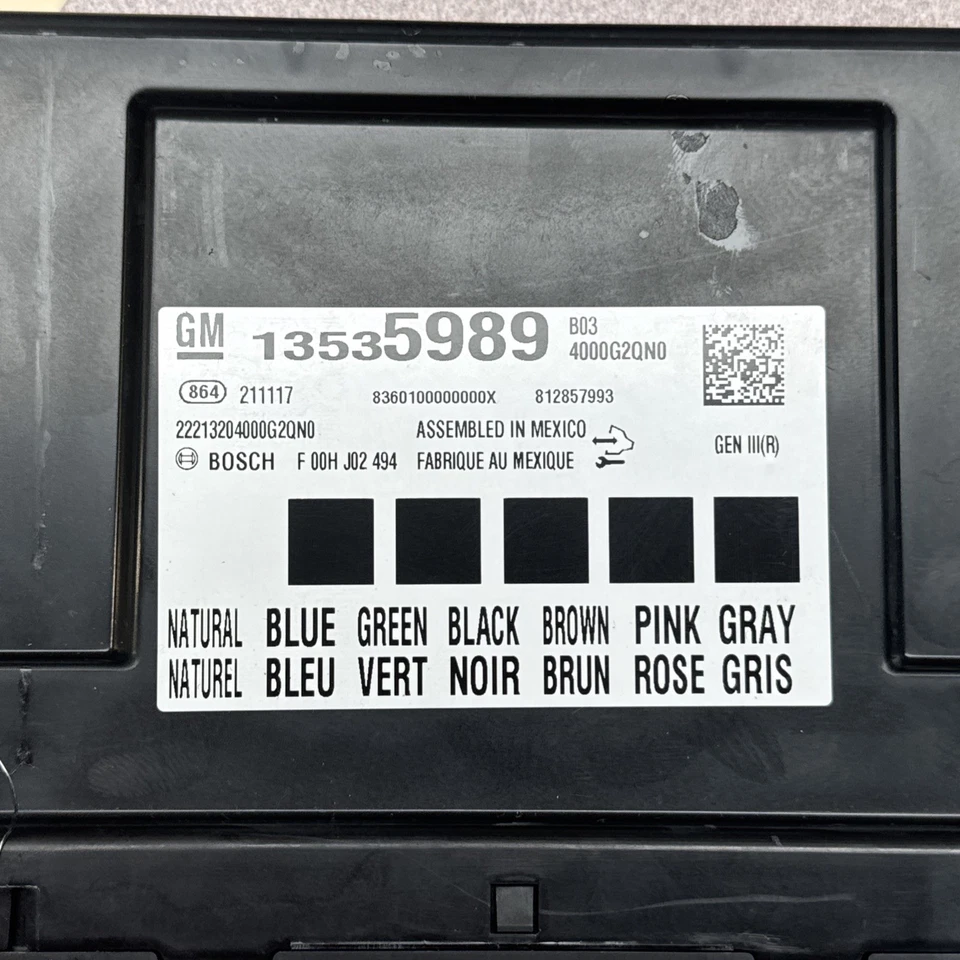 GM 13535989 B03
4000G2QN0
864 211117 8360100000000X 812857993
22213204000G2QN0 ASSEMBLED IN MEXICO
BOSCH F 00H J02 494 FABRIQUE AU MEXIQUE GEN III(R)
NATURAL BLUE GREEN BLACK BROWN PINK GRAY
NATUREL BLEU VERT NOIR BRUN ROSE GRIS